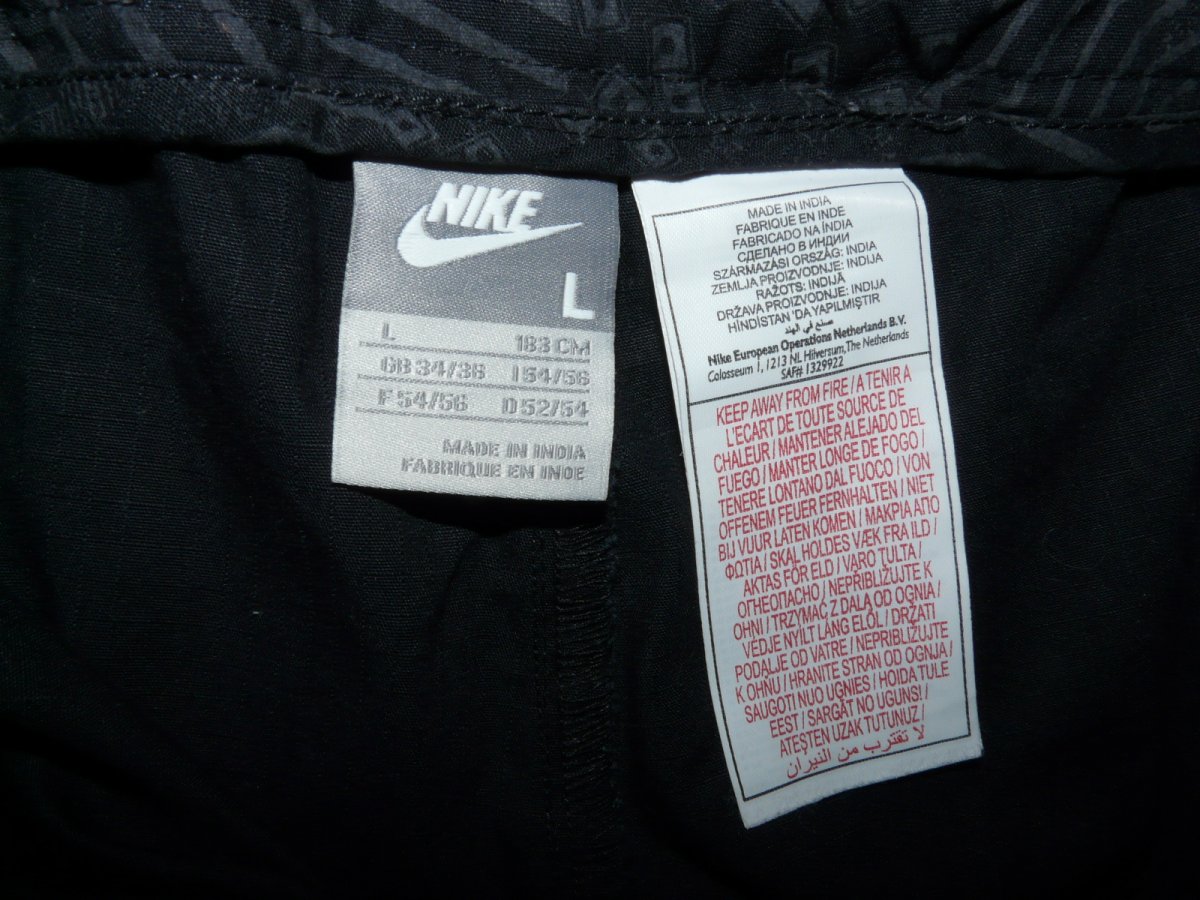 NIKE
L
L 183 CM
GB 34/36 I 54/56
F 54/56 D 52/54
MADE IN INDIA
FABRIQUE EN INDE
MADE IN INDIA
FABRIQUE EN INDE
FABRICADO NA ÍNDIA
СДЕЛАНО В ИНДИИ
SZÁRMAZÁSI ORSZÁG: INDIA
ZEMLJA PROIZVODNJE: INDIJA
RAŽOTS: INDIJĀ
DRŽAVA PROIZVODNJE: INDIJA
HİNDİSTAN 'DA YAPILMIŞTIR
صنع في الهند
Nike European Operations Netherlands B.V.
Colosseum 1, 1213 NL Hilversum, The Netherlands
SAF# 1329922
KEEP AWAY FROM FIRE / A TENIR A
L'ECART DE TOUTE SOURCE DE
CHALEUR / MANTENER ALEJADO DEL
FUEGO / MANTER LONGE DE FOGO /
TENERE LONTANO DAL FUOCO / VON
OFFENEM FEUER FERNHALTEN / NIET
BIJ VUUR LATEN KOMEN / ΜΑΚΡΙΑ ΑΠΟ
ΦΩΤΙΑ / SKAL HOLDES VÆK FRA ILD /
AKTAS FÖR ELD / VARO TULTA /
ОГНЕОПАСНО / NEPŘIBLIŽUJTE K
OHNI / TRZYMAĆ Z DALA OD OGNIA /
VÉDJE NYÍLT LÁNG ELŐL / DRŽATI
PODALJE OD VATRE / NEPRIBLIŽUJTE
K OHŇU / HRANITE STRAN OD OGNJA /
SAUGOTI NUO UGNIES / HOIDA TULE
EEST / SARGĀT NO UGUNS! /
ATEŞTEN UZAK TUTUNUZ /
لا تقترب من النيران